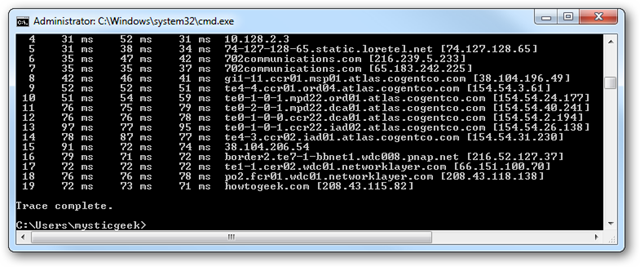 Administrator: C:\Windows\system32\cmd.exe
4 31 ms 52 ms 31 ms 10.128.2.3
5 31 ms 38 ms 34 ms 74-127-128-65.static.loretel.net [74.127.128.65]
6 35 ms 47 ms 42 ms 702communications.com [216.239.5.233]
7 35 ms 35 ms 37 ms 702communications.com [65.183.242.225]
8 42 ms 46 ms 41 ms gi1-11.ccr01.msp01.atlas.cogentco.com [38.104.196.49]
9 52 ms 52 ms 51 ms te4-4.ccr01.ord04.atlas.cogentco.com [154.54.3.61]
10 51 ms 54 ms 59 ms te0-1-0-1.mpd22.ord01.atlas.cogentco.com [154.54.24.177]
11 76 ms 75 ms 79 ms te0-2-0-1.mpd22.dca01.atlas.cogentco.com [154.54.40.241]
12 76 ms 76 ms 78 ms te0-1-0-0.ccr22.dca01.atlas.cogentco.com [154.54.2.194]
13 97 ms 77 ms 95 ms te0-1-0-1.ccr22.iad02.atlas.cogentco.com [154.54.26.138]
14 78 ms 87 ms 77 ms te4-3.ccr02.iad01.atlas.cogentco.com [154.54.31.230]
15 91 ms 72 ms 74 ms 38.104.206.54
16 79 ms 71 ms 72 ms border2.te7-1-bbnet1.wdc008.pnap.net [216.52.127.37]
17 72 ms 72 ms 72 ms te1-1.cer02.wdc01.networklayer.com [66.151.100.70]
18 76 ms 76 ms 78 ms po2.fcr01.wdc01.networklayer.com [208.43.118.138]
19 72 ms 73 ms 71 ms howtogeek.com [208.43.115.82]
Trace complete.
C:\Users\mysticgeek>